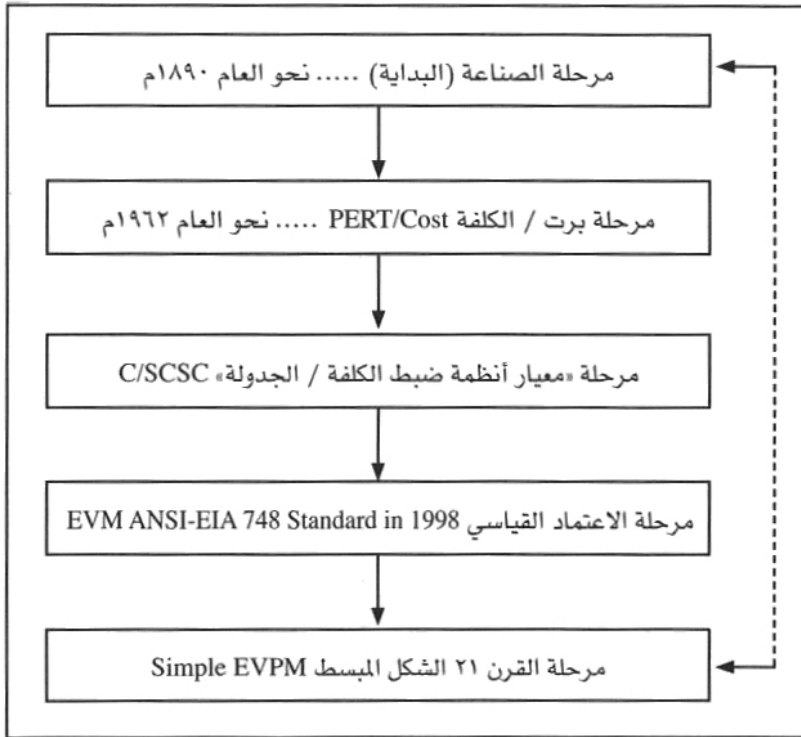 مرحلة الصناعة (البداية) ..... نحو العام ١٨٩٠م
مرحلة برت / الكلفة PERT/Cost ..... نحو العام ١٩٦٢م
مرحلة «معيار أنظمة ضبط الكلفة / الجدولة» C/SCSC
مرحلة الاعتماد القياسي EVM ANSI-EIA 748 Standard in 1998
مرحلة القرن ٢١ الشكل المبسط Simple EVPM